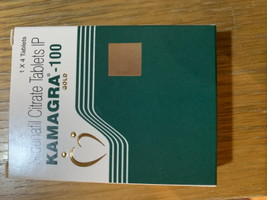 1 X 4 Tablets
Sildenafil Citrate Tablets IP
KAMAGRA®-100
GOLD